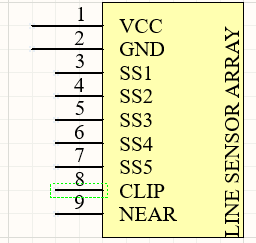 1 VCC
2 GND
3 SS1
4 SS2
5 SS3
6 SS4
7 SS5
8 CLIP
9 NEAR
LINE SENSOR ARRAY